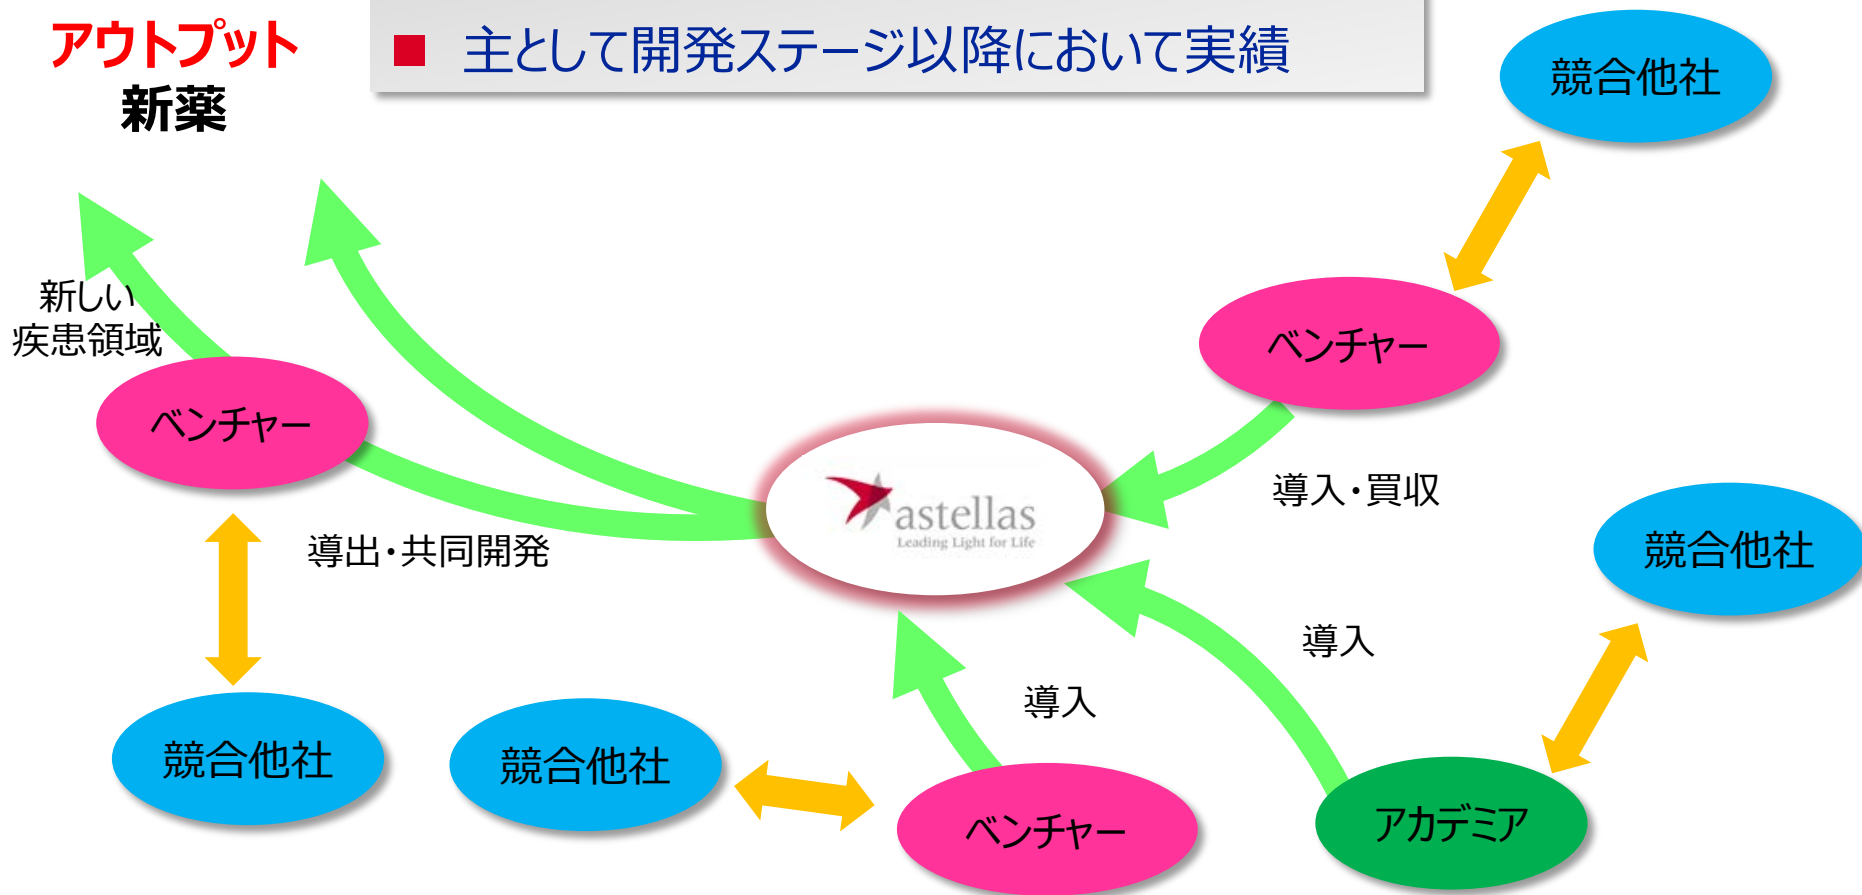 アウトプット
新薬
■ 主として開発ステージ以降において実績
競合他社
新しい
疾患領域
ベンチャー
ベンチャー
astellas
Leading Light for Life
導入・買収
導出・共同開発
競合他社
導入
導入
競合他社
競合他社
ベンチャー
アカデミア